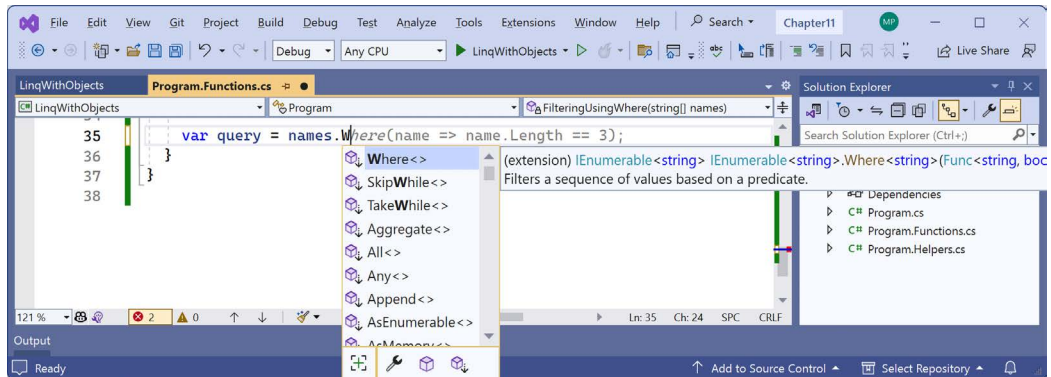 File Edit View Git Project Build Debug Test Analyze Tools Extensions Window Help Search Chapter11 MP
Debug Any CPU LinqWithObjects Live Share
LinqWithObjects Program.Functions.cs Solution Explorer
C# LinqWithObjects Program FilteringUsingWhere(string[] names)
Search Solution Explorer (Ctrl+;)
35 var query = names.Where(name => name.Length == 3);
36 }
37 }
38
Where<>
SkipWhile<>
TakeWhile<>
Aggregate<>
All<>
Any<>
Append<>
AsEnumerable<>
AsMemory<>
(extension) IEnumerable<string> IEnumerable<string>.Where<string>(Func<string, boo
Filters a sequence of values based on a predicate.
Dependencies
C# Program.cs
C# Program.Functions.cs
C# Program.Helpers.cs
121 % 2 0 Ln: 35 Ch: 24 SPC CRLF
Output
Ready Add to Source Control Select Repository